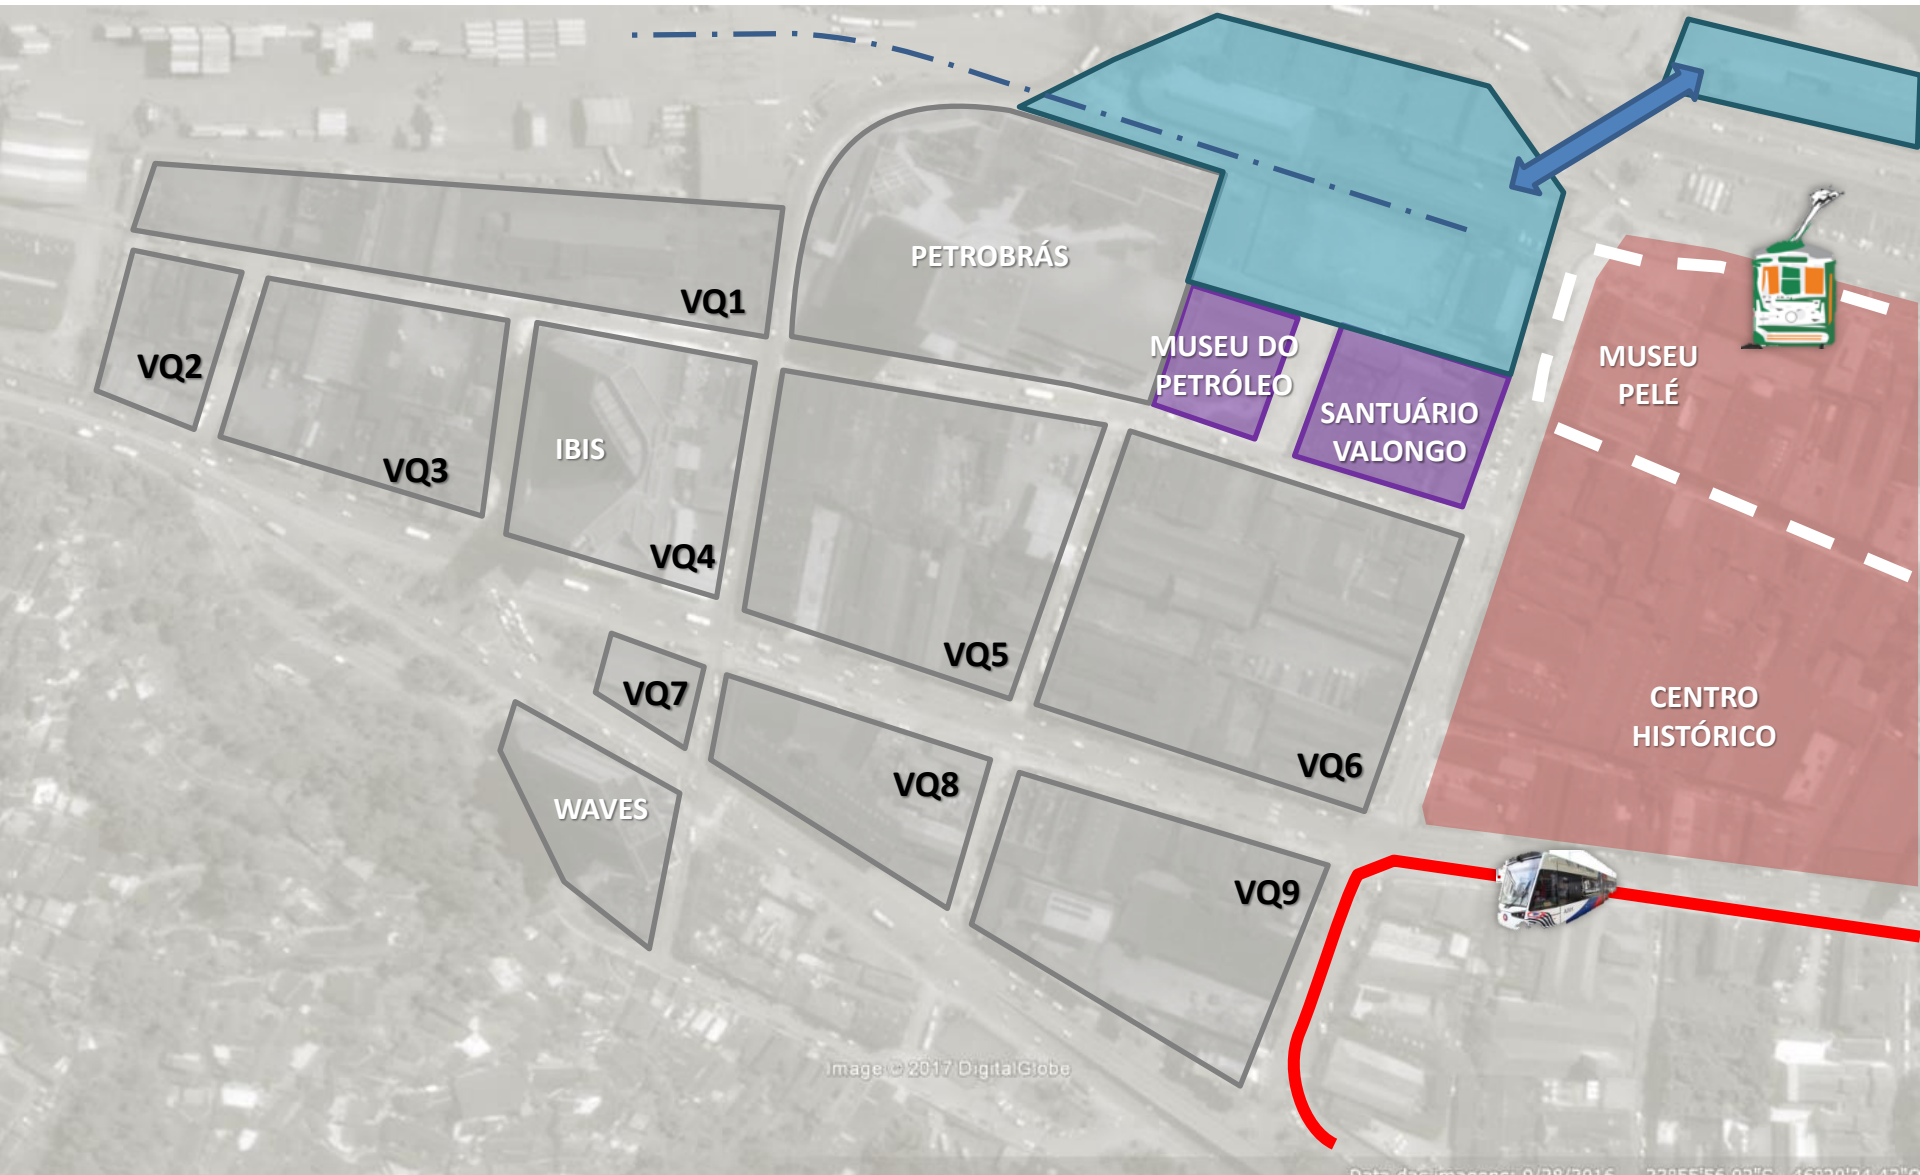 PETROBRÁS
VQ1
MUSEU DO
PETRÓLEO
MUSEU
PELÉ
VQ2
SANTUÁRIO
VALONGO
IBIS
VQ3
VQ4
VQ5
VQ7
CENTRO
HISTÓRICO
VQ6
VQ8
WAVES
VQ9
Image © 2017 DigitalGlobe